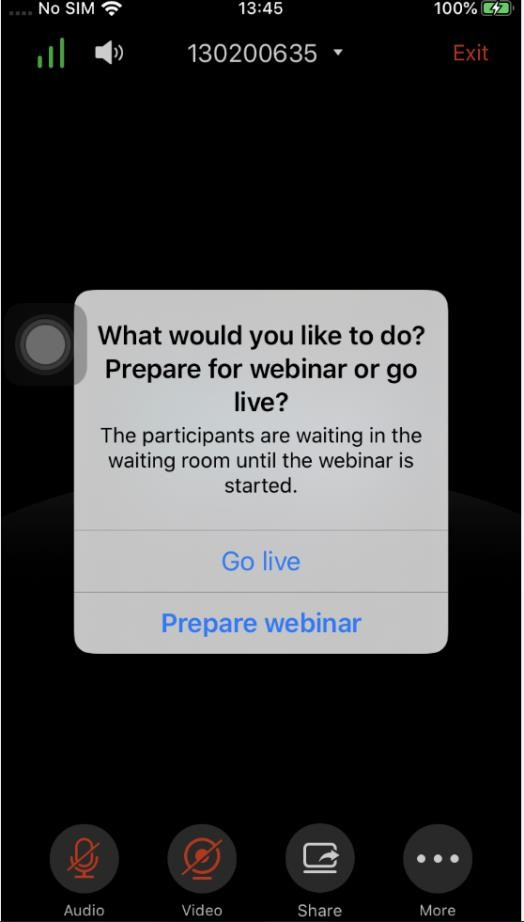 No SIM 13:45 100%
130200635 Exit
What would you like to do?
Prepare for webinar or go
live?
The participants are waiting in the
waiting room until the webinar is
started.
Go live
Prepare webinar
Audio Video Share More